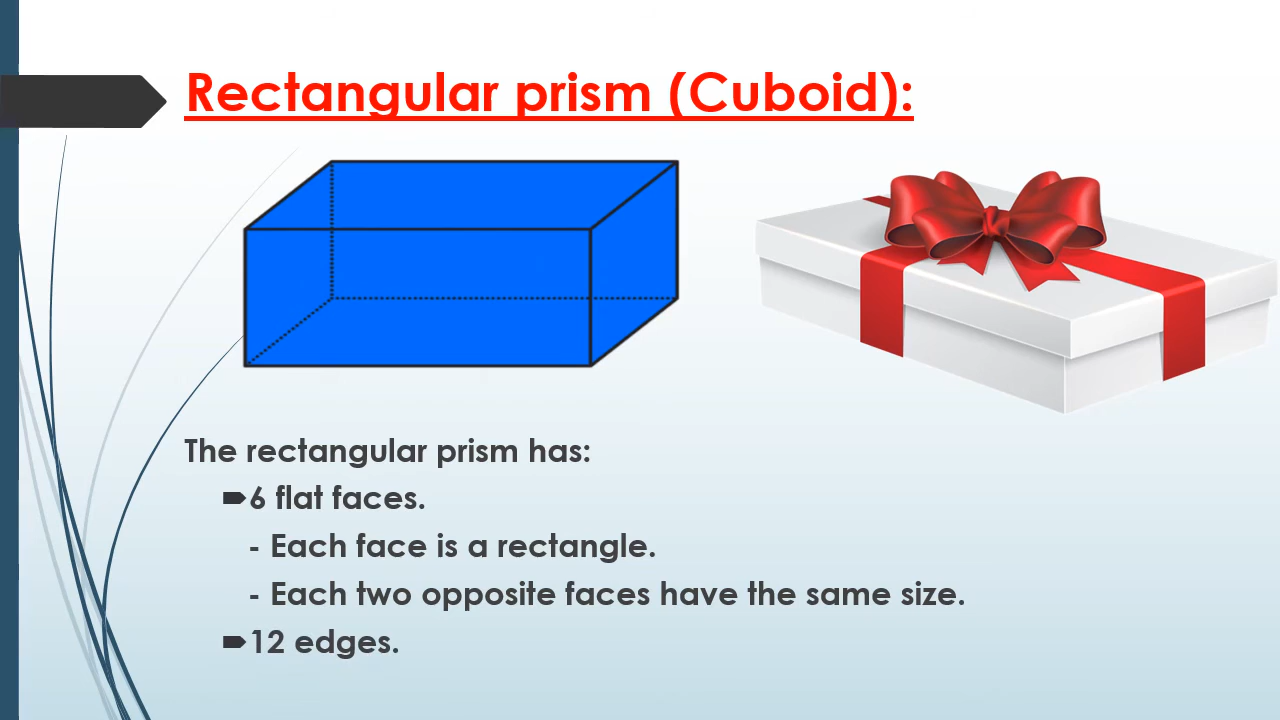 Rectangular prism (Cuboid):
The rectangular prism has:
6 flat faces.
- Each face is a rectangle.
- Each two opposite faces have the same size.
12 edges.